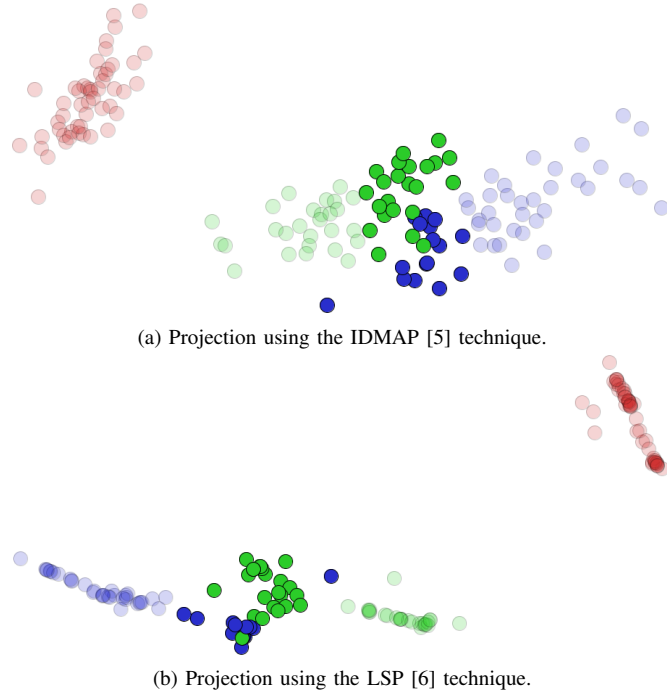 (a) Projection using the IDMAP [5] technique.
(b) Projection using the LSP [6] technique.